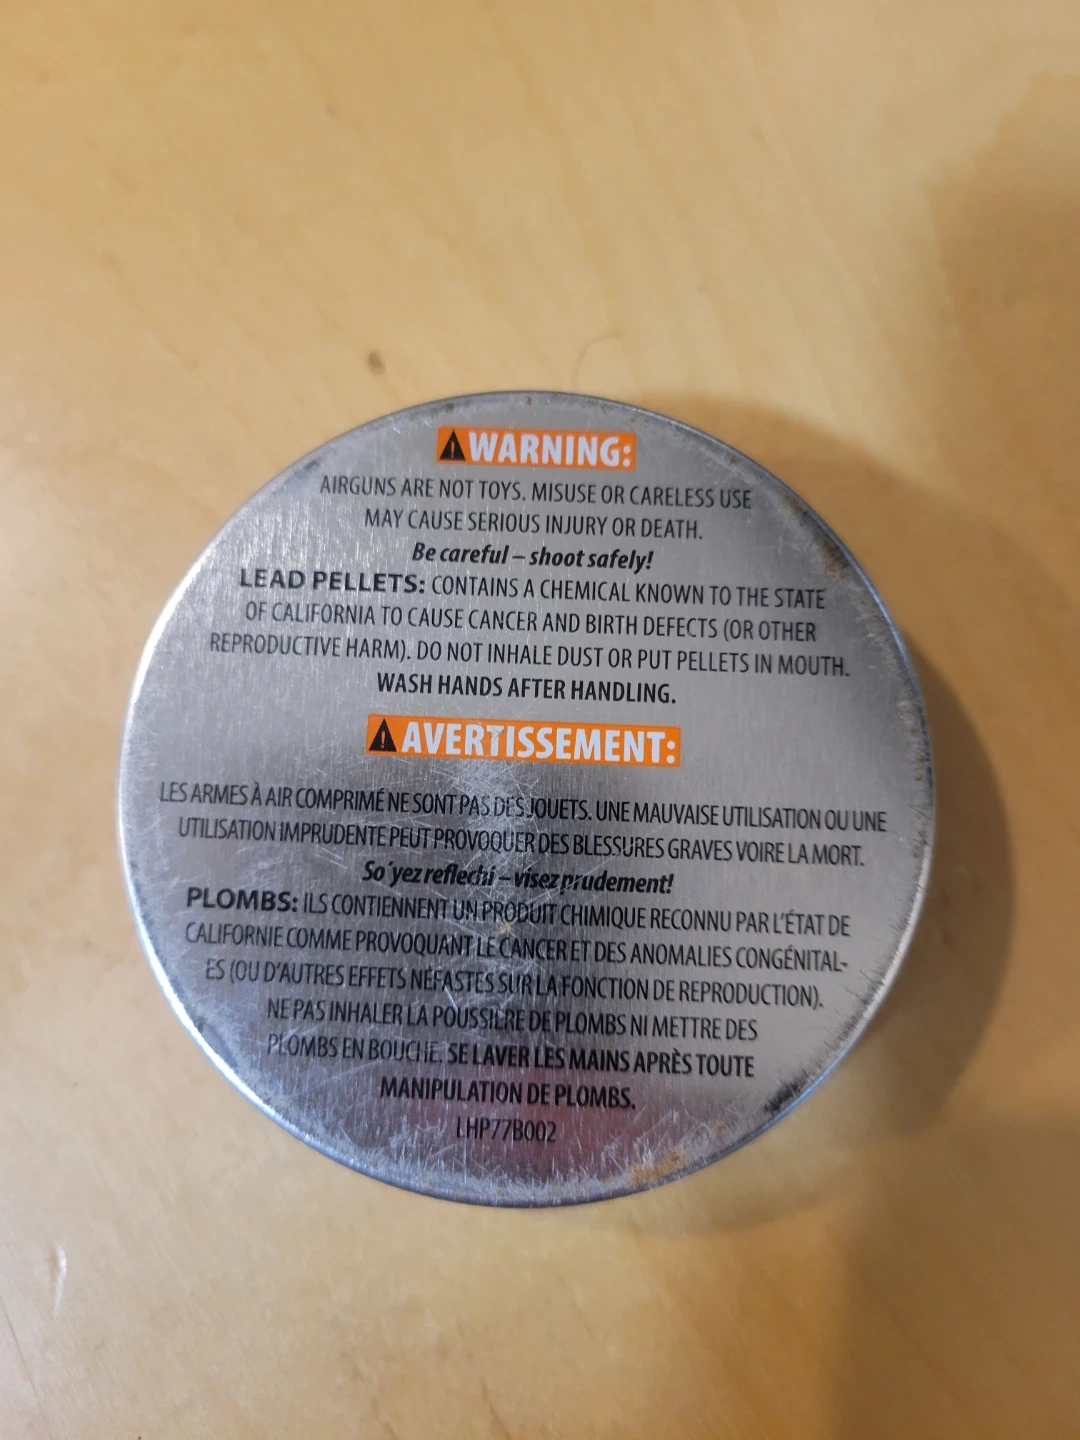 ⚠WARNING:
AIRGUNS ARE NOT TOYS. MISUSE OR CARELESS USE
MAY CAUSE SERIOUS INJURY OR DEATH.
Be careful – shoot safely!
LEAD PELLETS: CONTAINS A CHEMICAL KNOWN TO THE STATE
OF CALIFORNIA TO CAUSE CANCER AND BIRTH DEFECTS (OR OTHER
REPRODUCTIVE HARM). DO NOT INHALE DUST OR PUT PELLETS IN MOUTH.
WASH HANDS AFTER HANDLING.
⚠AVERTISSEMENT:
LES ARMES À AIR COMPRIMÉ NE SONT PAS DES JOUETS. UNE MAUVAISE UTILISATION OU UNE
UTILISATION IMPRUDENTE PEUT PROVOQUER DES BLESSURES GRAVES VOIRE LA MORT.
So´yez reflechi – visez prudement!
PLOMBS: ILS CONTIENNENT UN PRODUIT CHIMIQUE RECONNU PAR L'ÉTAT DE
CALIFORNIE COMME PROVOQUANT LE CANCER ET DES ANOMALIES CONGÉNITAL-
ES (OU D'AUTRES EFFETS NÉFASTES SUR LA FONCTION DE REPRODUCTION).
NE PAS INHALER LA POUSSIÈRE DE PLOMBS NI METTRE DES
PLOMBS EN BOUCHE. SE LAVER LES MAINS APRÈS TOUTE
MANIPULATION DE PLOMBS.
LHP77B002